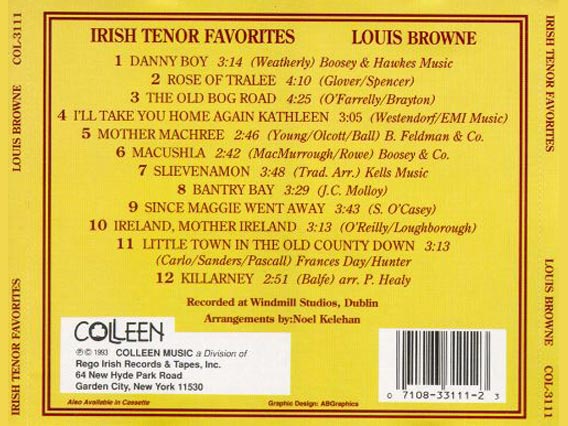 IRISH TENOR FAVORITES LOUIS BROWNE
1 DANNY BOY 3:14 (Weatherly) Boosey & Hawkes Music
2 ROSE OF TRALEE 4:10 (Glover/Spencer)
3 THE OLD BOG ROAD 4:25 (O'Farrelly/Brayton)
4 I'LL TAKE YOU HOME AGAIN KATHLEEN 3:05 (Westendorf/EMI Music)
5 MOTHER MACHREE 2:46 (Young/Olcott/Ball) B. Feldman & Co.
6 MACUSHLA 2:42 (MacMurrough/Rowe) Boosey & Co.
7 SLIEVENAMON 3:48 (Trad. Arr.) Kells Music
8 BANTRY BAY 3:29 (J.C. Molloy)
9 SINCE MAGGIE WENT AWAY 3:43 (S. O'Casey)
10 IRELAND, MOTHER IRELAND 3:13 (O'Reilly/Loughborough)
11 LITTLE TOWN IN THE OLD COUNTY DOWN 3:13
(Carlo/Sanders/Pascall) Frances Day/Hunter
12 KILLARNEY 2:51 (Balfe) arr. P. Healy
Recorded at Windmill Studios, Dublin
Arrangements by:Noel Kelehan
COLLEEN
℗ © 1993 COLLEEN MUSIC a Division of
Rego Irish Records & Tapes, Inc.
64 New Hyde Park Road
Garden City, New York 11530
Also Available in Cassette
Graphic Design: ABGraphics
0 7108-33111-2 3
IRISH TENOR FAVORITES LOUIS BROWNE COL-3111
IRISH TENOR FAVORITES LOUIS BROWNE COL-3111